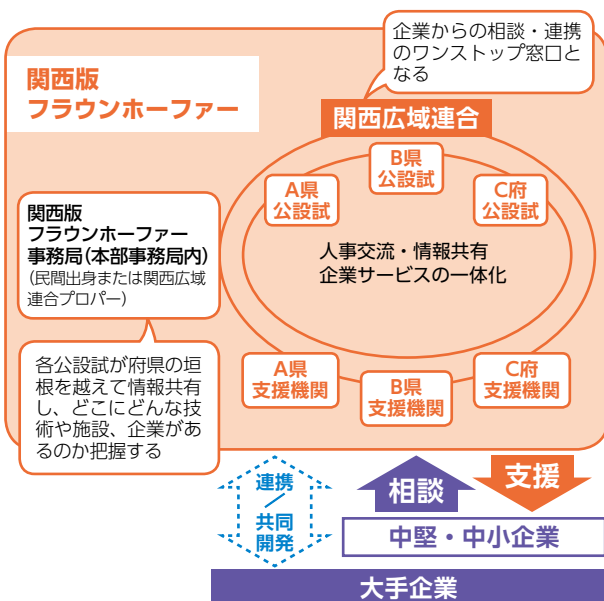 企業からの相談・連携
のワンストップ窓口と
なる
関西版
フラウンホーファー
関西広域連合
A県
公設試
B県
公設試
C府
公設試
関西版
フラウンホーファー
事務局(本部事務局内)
(民間出身または関西広域
連合プロパー)
人事交流・情報共有
企業サービスの一体化
各公設試が府県の垣
根を越えて情報共有
し、どこにどんな技
術や施設、企業があ
るのか把握する
A県
支援機関
B県
支援機関
C府
支援機関
連携
／
共同
開発
相談
支援
中堅・中小企業
大手企業